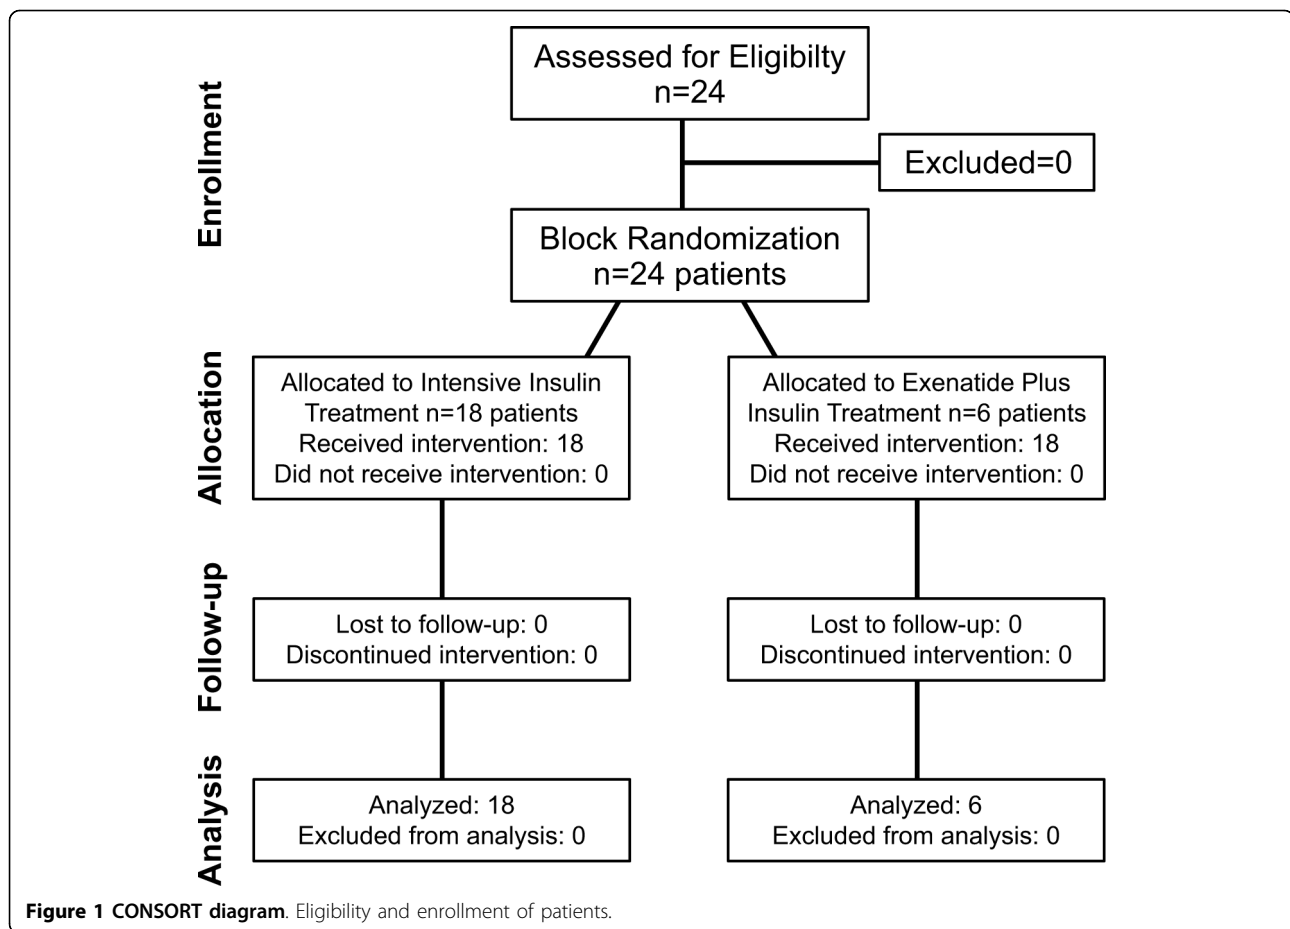 Enrollment
Assessed for Eligibilty
n=24
Excluded=0
Block Randomization
n=24 patients
Allocation
Allocated to Intensive Insulin
Treatment n=18 patients
Received intervention: 18
Did not receive intervention: 0
Allocated to Exenatide Plus
Insulin Treatment n=6 patients
Received intervention: 18
Did not receive intervention: 0
Follow-up
Lost to follow-up: 0
Discontinued intervention: 0
Lost to follow-up: 0
Discontinued intervention: 0
Analysis
Analyzed: 18
Excluded from analysis: 0
Analyzed: 6
Excluded from analysis: 0
Figure 1 CONSORT diagram. Eligibility and enrollment of patients.